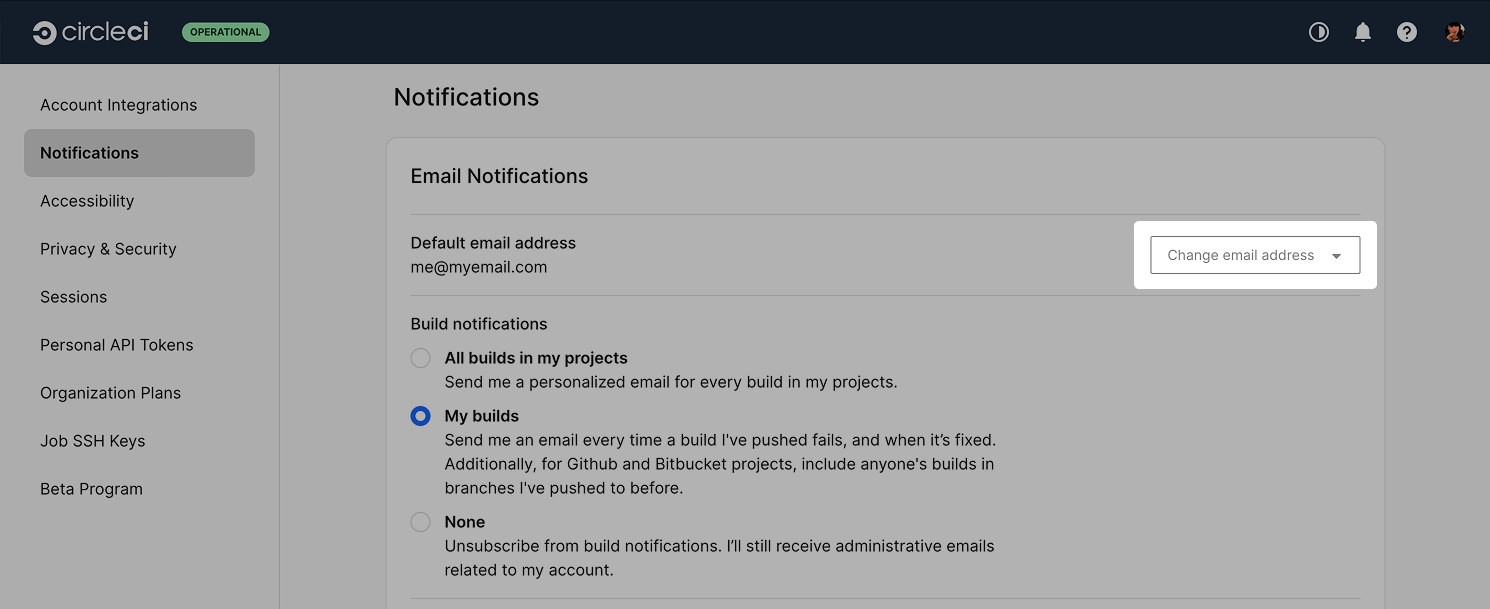 circleci
OPERATIONAL
Account Integrations
Notifications
Accessibility
Privacy & Security
Sessions
Personal API Tokens
Organization Plans
Job SSH Keys
Beta Program
Notifications
Email Notifications
Default email address
me@myemail.com
Change email address
Build notifications
All builds in my projects
Send me a personalized email for every build in my projects.
My builds
Send me an email every time a build I've pushed fails, and when it’s fixed.
Additionally, for Github and Bitbucket projects, include anyone's builds in
branches I've pushed to before.
None
Unsubscribe from build notifications. I’ll still receive administrative emails
related to my account.